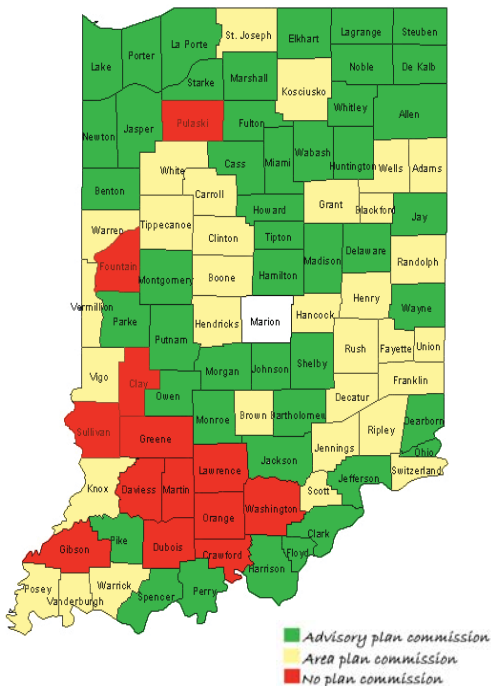 St. Joseph
Elkhart
Lagrange
Steuben
La Porte
Porter
Lake
Noble
De Kalb
Marshall
Starke
Kosciusko
Whitley
Allen
Pulaski
Fulton
Jasper
Newton
Wabash
Miami
Cass
Huntington
Wells
Adams
White
Carroll
Benton
Grant
Blackford
Howard
Jay
Warren
Tippecanoe
Clinton
Tipton
Delaware
Madison
Randolph
Fountain
Boone
Hamilton
Montgomery
Henry
Wayne
Vermillion
Hancock
Parke
Hendricks
Marion
Putnam
Rush
Fayette
Union
Shelby
Morgan
Johnson
Vigo
Clay
Franklin
Owen
Decatur
Monroe
Brown
Bartholomew
Dearborn
Ripley
Sullivan
Greene
Jennings
Ohio
Jackson
Lawrence
Switzerland
Jefferson
Knox
Daviess
Martin
Scott
Orange
Washington
Clark
Pike
Gibson
Dubois
Crawford
Floyd
Harrison
Warrick
Posey
Perry
Spencer
Vanderburgh
Advisory plan commission
Area plan commission
No plan commission